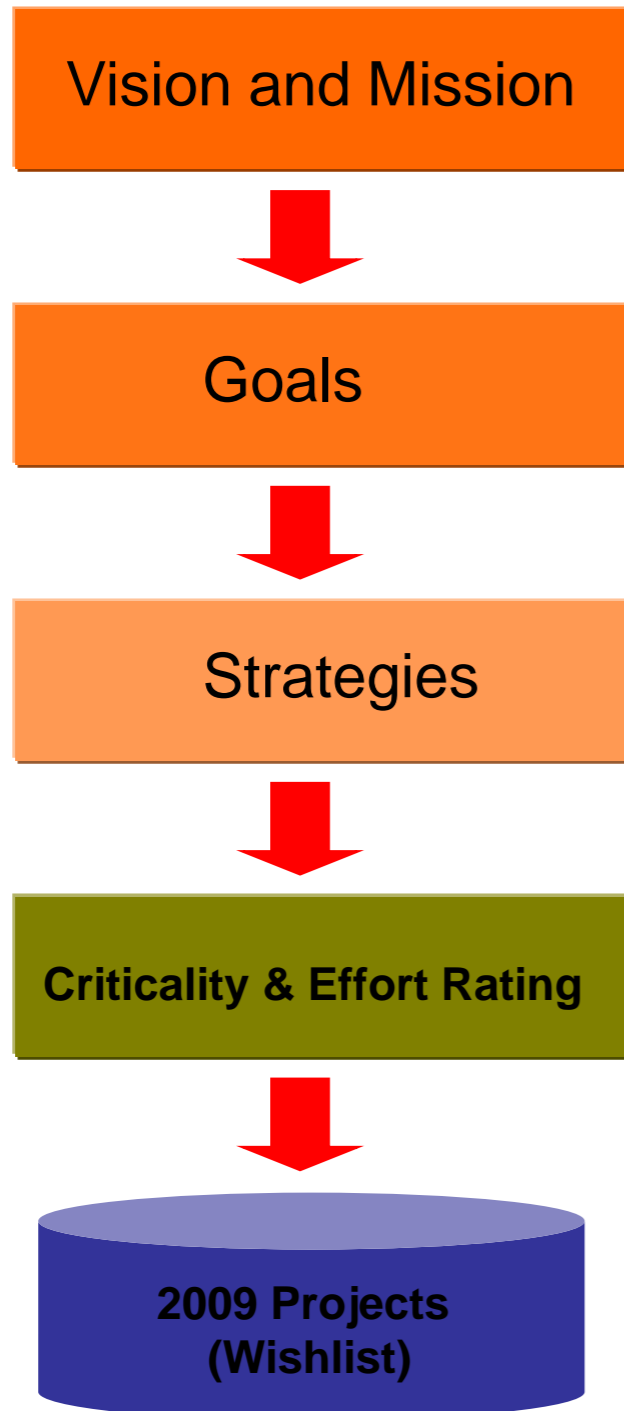 Vision and Mission
Goals
Strategies
Criticality & Effort Rating
2009 Projects
(Wishlist)